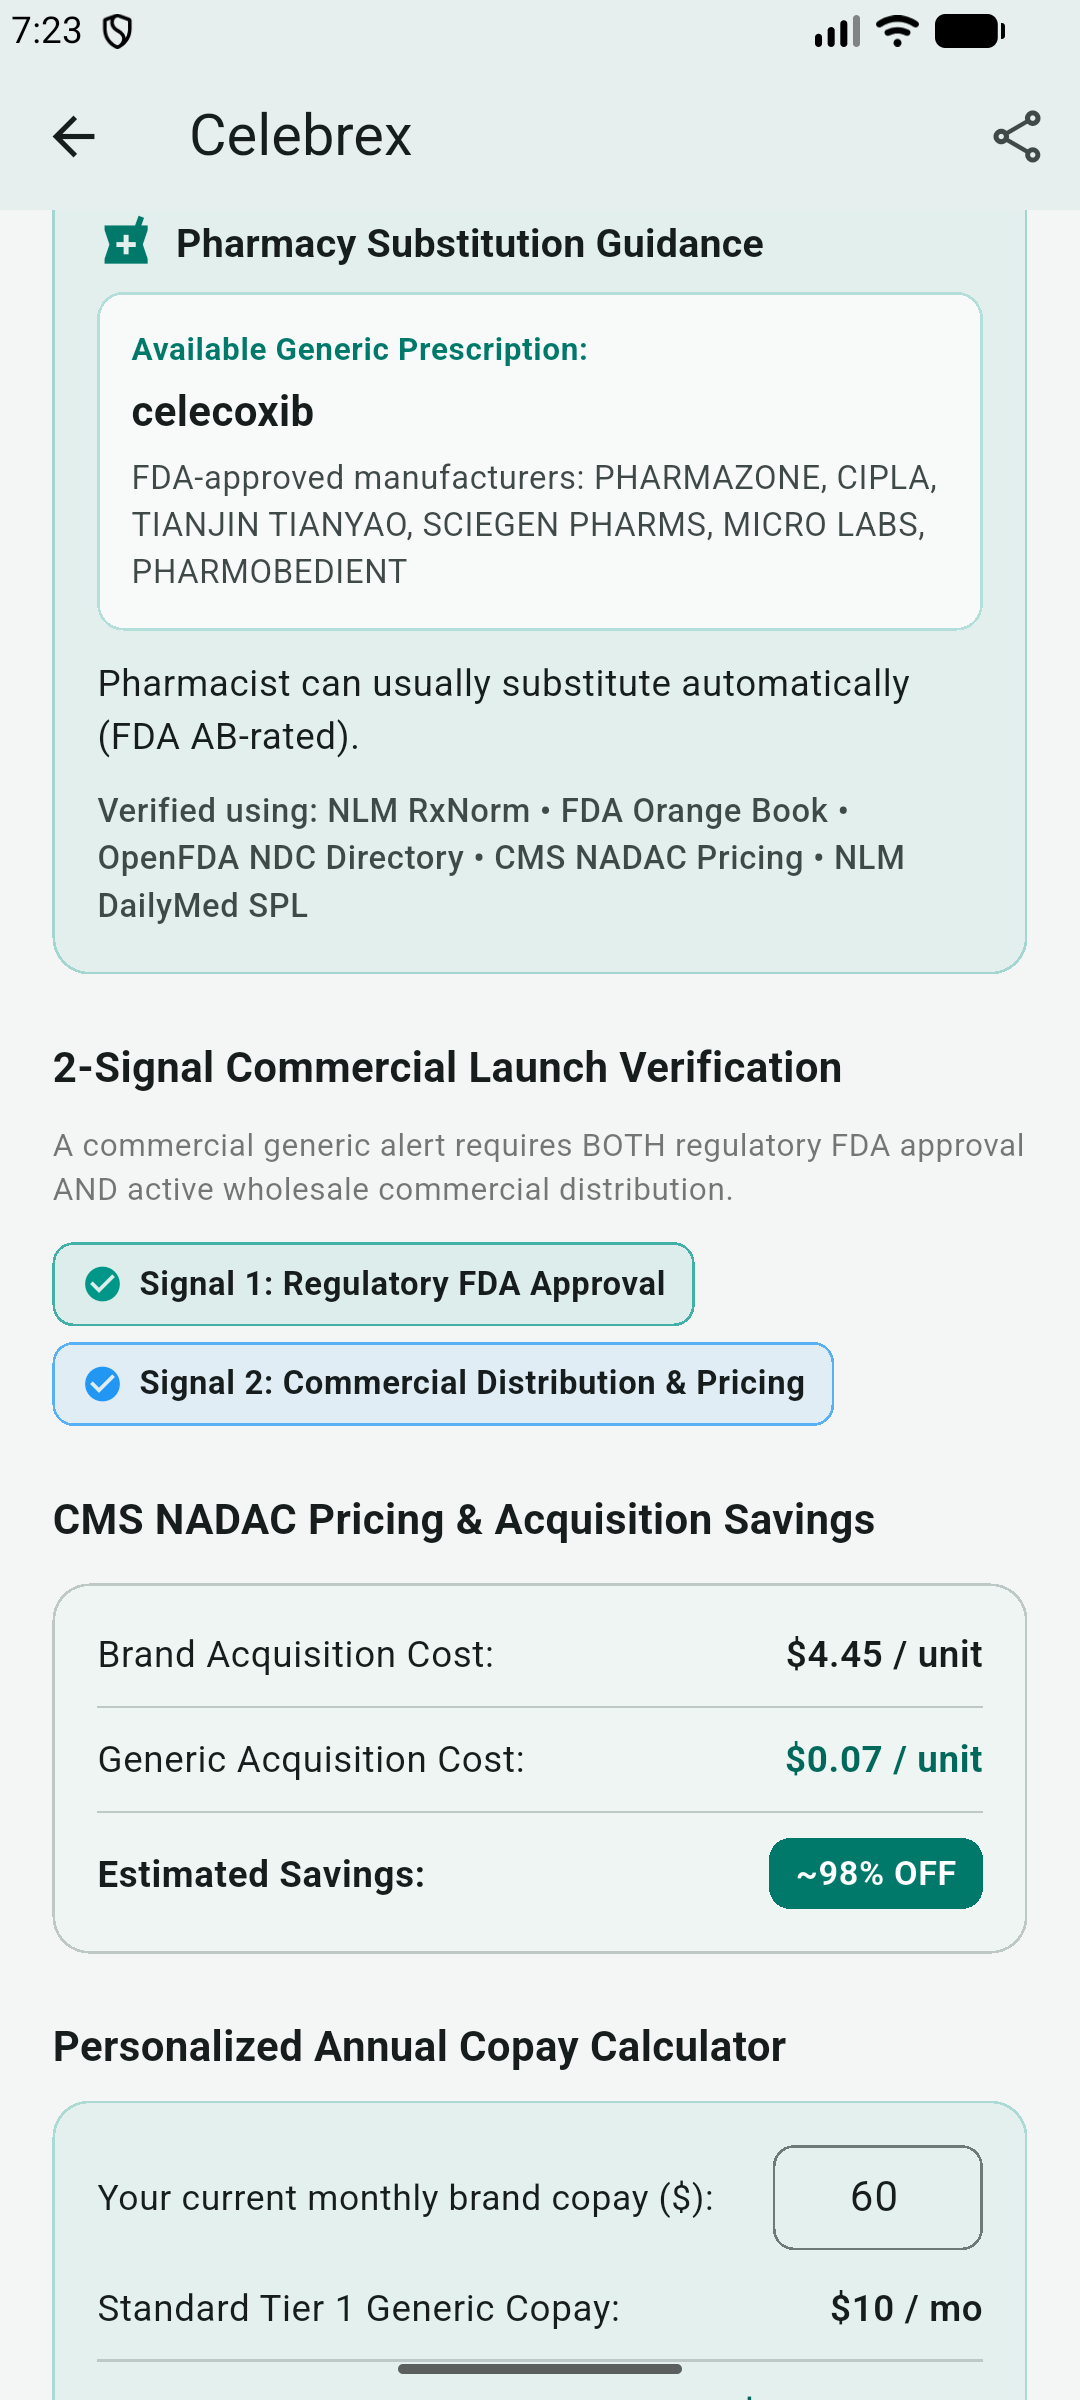 7:23
Celebrex
Pharmacy Substitution Guidance
Available Generic Prescription:
celecoxib
FDA-approved manufacturers: PHARMAZONE, CIPLA,
TIANJIN TIANYAO, SCIEGEN PHARMS, MICRO LABS,
PHARMOBEDIENT
Pharmacist can usually substitute automatically
(FDA AB-rated).
Verified using: NLM RxNorm • FDA Orange Book •
OpenFDA NDC Directory • CMS NADAC Pricing • NLM
DailyMed SPL
2-Signal Commercial Launch Verification
A commercial generic alert requires BOTH regulatory FDA approval
AND active wholesale commercial distribution.
Signal 1: Regulatory FDA Approval
Signal 2: Commercial Distribution & Pricing
CMS NADAC Pricing & Acquisition Savings
Brand Acquisition Cost: $4.45 / unit
Generic Acquisition Cost: $0.07 / unit
Estimated Savings: ~98% OFF
Personalized Annual Copay Calculator
Your current monthly brand copay ($): 60
Standard Tier 1 Generic Copay: $10 / mo